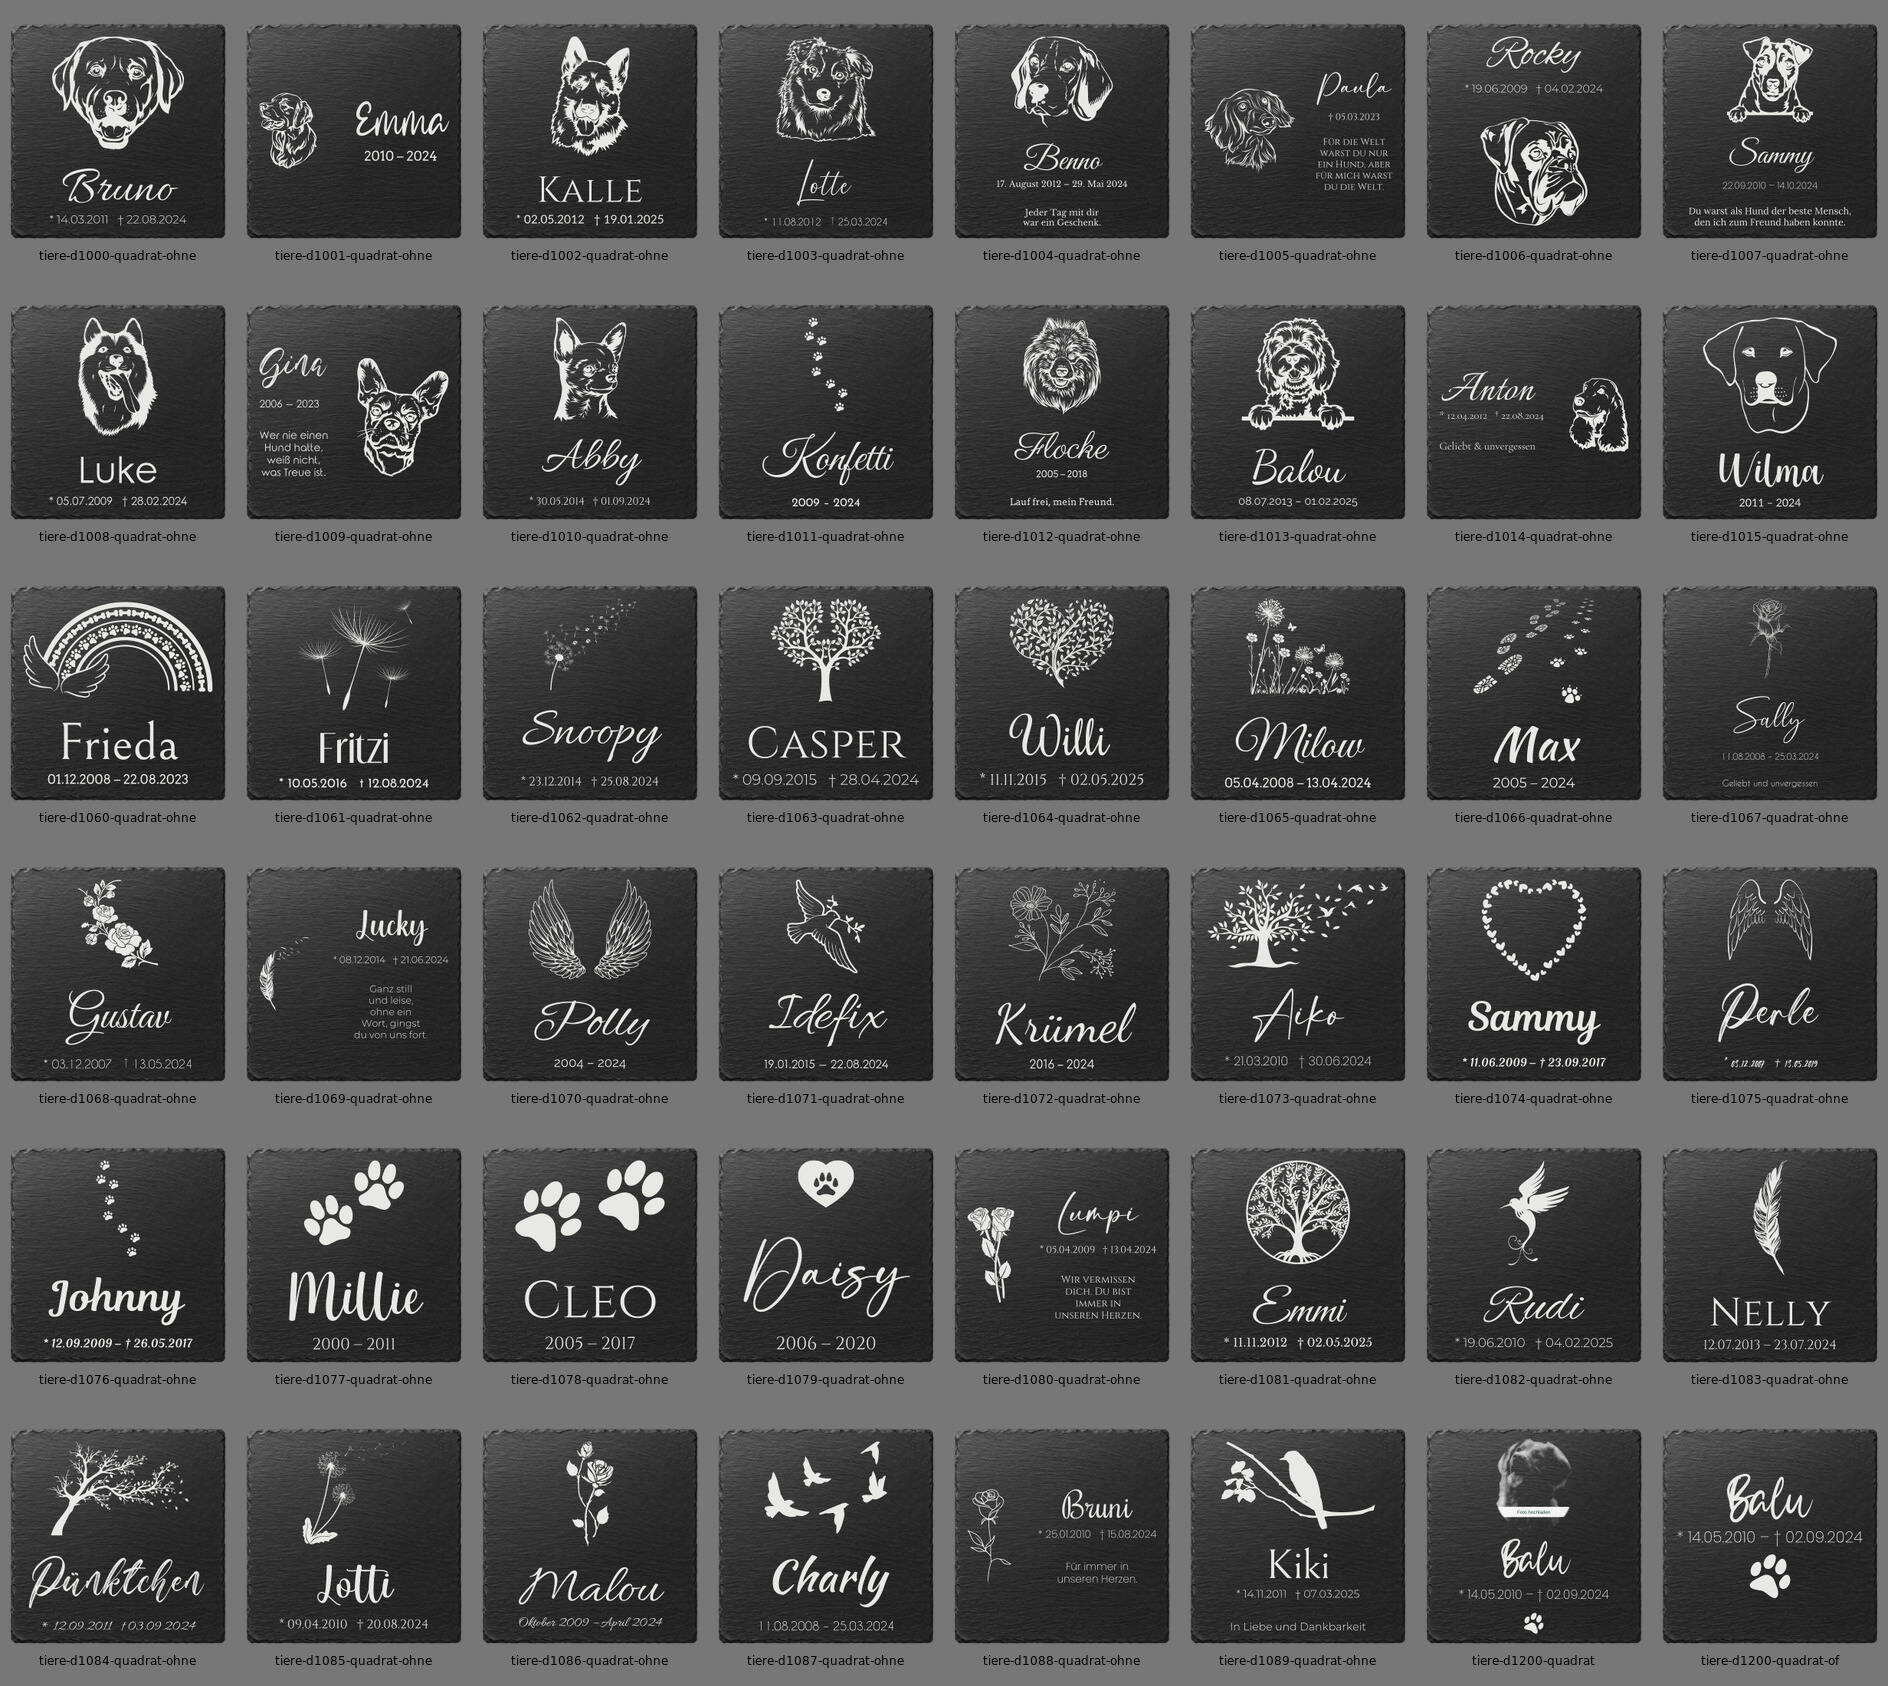 Bruno
* 14.03.2011 † 22.08.2024
tiere-d1000-quadrat-ohne
Emma
2010 – 2024
tiere-d1001-quadrat-ohne
KALLE
* 02.05.2012 † 19.01.2025
tiere-d1002-quadrat-ohne
Lotte
* 11.08.2012 † 25.03.2024
tiere-d1003-quadrat-ohne
Benno
17. August 2012 – 29. Mai 2024
Jeder Tag mit dir
war ein Geschenk.
tiere-d1004-quadrat-ohne
Paula
† 05.03.2023
FÜR DIE WELT
WARST DU NUR
EIN HUND, ABER
FÜR MICH WARST
DU DIE WELT.
tiere-d1005-quadrat-ohne
Rocky
* 19.06.2009 † 04.02.2024
tiere-d1006-quadrat-ohne
Sammy
22.09.2010 – 14.10.2024
Du warst als Hund der beste Mensch,
den ich zum Freund haben konnte.
tiere-d1007-quadrat-ohne
Luke
* 05.07.2009 † 28.02.2024
tiere-d1008-quadrat-ohne
Gina
2006 – 2023
Wer nie einen
Hund hatte,
weiß nicht,
was Treue ist.
tiere-d1009-quadrat-ohne
Abby
* 30.05.2014 † 01.09.2024
tiere-d1010-quadrat-ohne
Konfetti
2009 - 2024
tiere-d1011-quadrat-ohne
Flocke
2005 – 2018
Lauf frei, mein Freund.
tiere-d1012-quadrat-ohne
Balou
08.07.2013 – 01.02.2025
tiere-d1013-quadrat-ohne
Anton
* 12.04.2012 † 22.08.2024
Geliebt & unvergessen
tiere-d1014-quadrat-ohne
Wilma
2011 - 2024
tiere-d1015-quadrat-ohne
Frieda
01.12.2008 – 22.08.2023
tiere-d1060-quadrat-ohne
Fritzi
* 10.05.2016 † 12.08.2024
tiere-d1061-quadrat-ohne
Snoopy
* 23.12.2014 † 25.08.2024
tiere-d1062-quadrat-ohne
CASPER
* 09.09.2015 † 28.04.2024
tiere-d1063-quadrat-ohne
Willi
* 11.11.2015 † 02.05.2025
tiere-d1064-quadrat-ohne
Milow
05.04.2008 – 13.04.2024
tiere-d1065-quadrat-ohne
Max
2005 – 2024
tiere-d1066-quadrat-ohne
Sally
11.08.2008 - 25.03.2024
Geliebt und unvergessen
tiere-d1067-quadrat-ohne
Gustav
* 03.12.2007 † 13.05.2024
tiere-d1068-quadrat-ohne
Lucky
* 08.12.2014 † 21.06.2024
Ganz still
und leise,
ohne ein
Wort, gingst
du von uns fort.
tiere-d1069-quadrat-ohne
Polly
2004 – 2024
tiere-d1070-quadrat-ohne
Idefix
19.01.2015 – 22.08.2024
tiere-d1071-quadrat-ohne
Krümel
2016 – 2024
tiere-d1072-quadrat-ohne
Aiko
* 21.03.2010 † 30.06.2024
tiere-d1073-quadrat-ohne
Sammy
* 11.06.2009 – † 23.09.2017
tiere-d1074-quadrat-ohne
Perle
tiere-d1075-quadrat-ohne
Johnny
* 12.09.2009 – † 26.05.2017
tiere-d1076-quadrat-ohne
Millie
2000 – 2011
tiere-d1077-quadrat-ohne
CLEO
2005 – 2017
tiere-d1078-quadrat-ohne
Daisy
2006 – 2020
tiere-d1079-quadrat-ohne
Lumpi
* 05.04.2009 † 13.04.2024
WIR VERMISSEN
DICH. DU BIST
IMMER IN
UNSEREN HERZEN.
tiere-d1080-quadrat-ohne
Emmi
* 11.11.2012 † 02.05.2025
tiere-d1081-quadrat-ohne
Rudi
* 19.06.2010 † 04.02.2025
tiere-d1082-quadrat-ohne
NELLY
12.07.2013 – 23.07.2024
tiere-d1083-quadrat-ohne
Pünktchen
* 12.09.2011 † 03.09.2024
tiere-d1084-quadrat-ohne
Lotti
* 09.04.2010 † 20.08.2024
tiere-d1085-quadrat-ohne
Malou
Oktober 2009 – April 2024
tiere-d1086-quadrat-ohne
Charly
11.08.2008 - 25.03.2024
tiere-d1087-quadrat-ohne
Bruni
* 25.01.2010 † 15.08.2024
Für immer in
unseren Herzen.
tiere-d1088-quadrat-ohne
Kiki
* 14.11.2011 † 07.03.2025
In Liebe und Dankbarkeit
tiere-d1089-quadrat-ohne
Foto hochladen
Balu
* 14.05.2010 – † 02.09.2024
tiere-d1200-quadrat
Balu
* 14.05.2010 – † 02.09.2024
tiere-d1200-quadrat-of